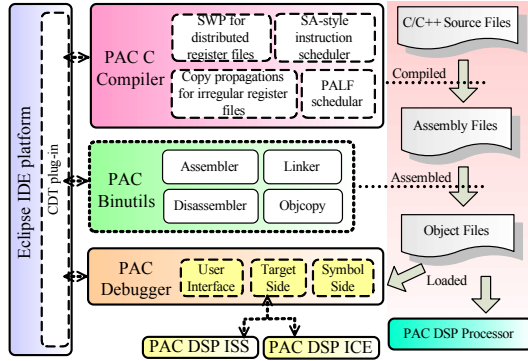 Eclipse IDE platform
CDT plug-in
PAC C
Compiler
SWP for
distributed
register files
SA-style
instruction
scheduler
Copy propagations
for irregular register
files
PALF
schedular
PAC
Binutils
Assembler
Linker
Disassembler
Objcopy
PAC
Debugger
User
Interface
Target
Side
Symbol
Side
PAC DSP ISS
PAC DSP ICE
C/C++ Source Files
Compiled
Assembly Files
Assembled
Object Files
Loaded
PAC DSP Processor